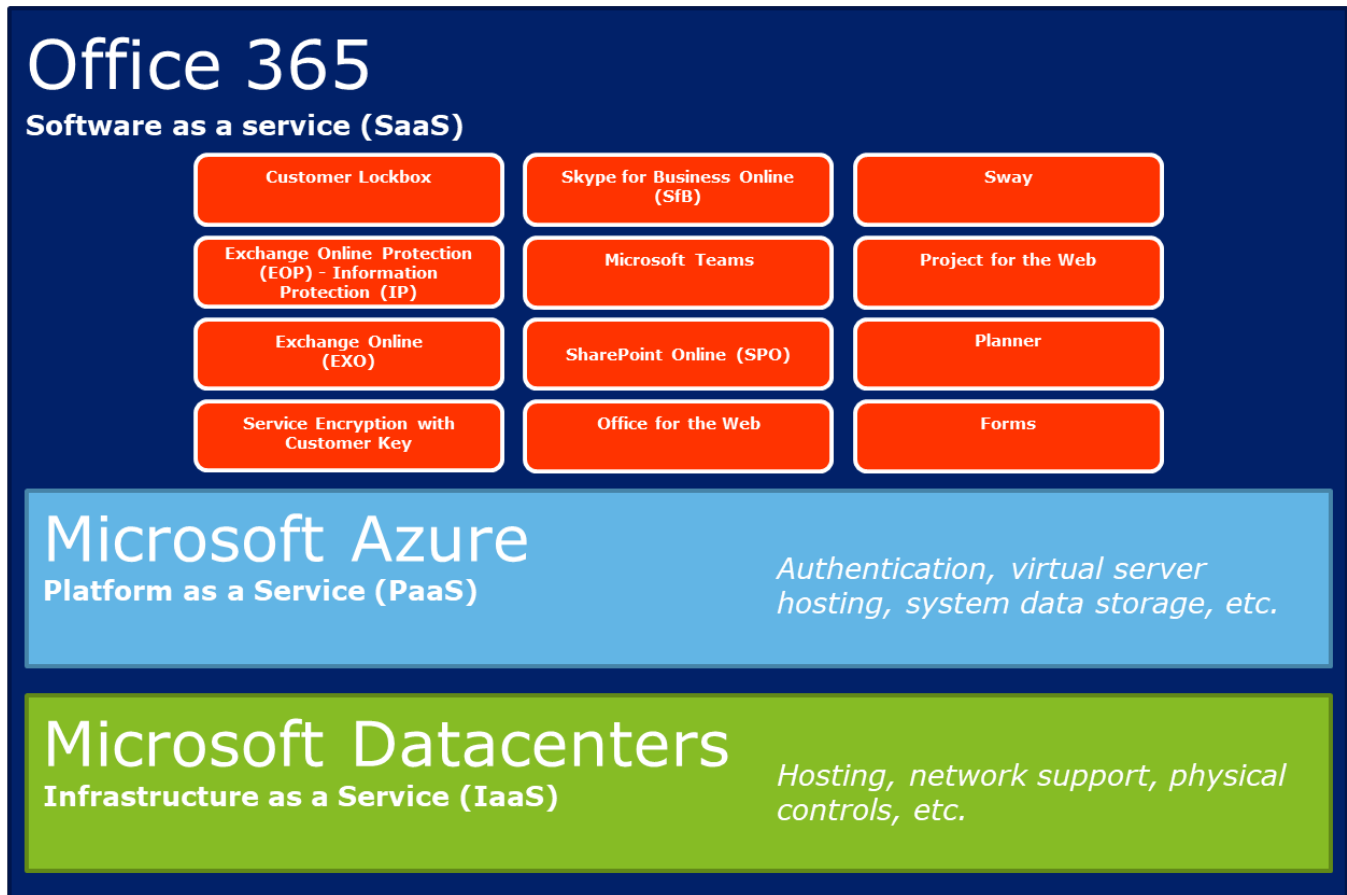 Office 365
Software as a service (SaaS)
Customer Lockbox
Skype for Business Online
(SfB)
Sway
Exchange Online Protection
(EOP) - Information
Protection (IP)
Microsoft Teams
Project for the Web
Exchange Online
(EXO)
SharePoint Online (SPO)
Planner
Service Encryption with
Customer Key
Office for the Web
Forms
Microsoft Azure
Platform as a Service (PaaS)
Authentication, virtual server
hosting, system data storage, etc.
Microsoft Datacenters
Infrastructure as a Service (IaaS)
Hosting, network support, physical
controls, etc.